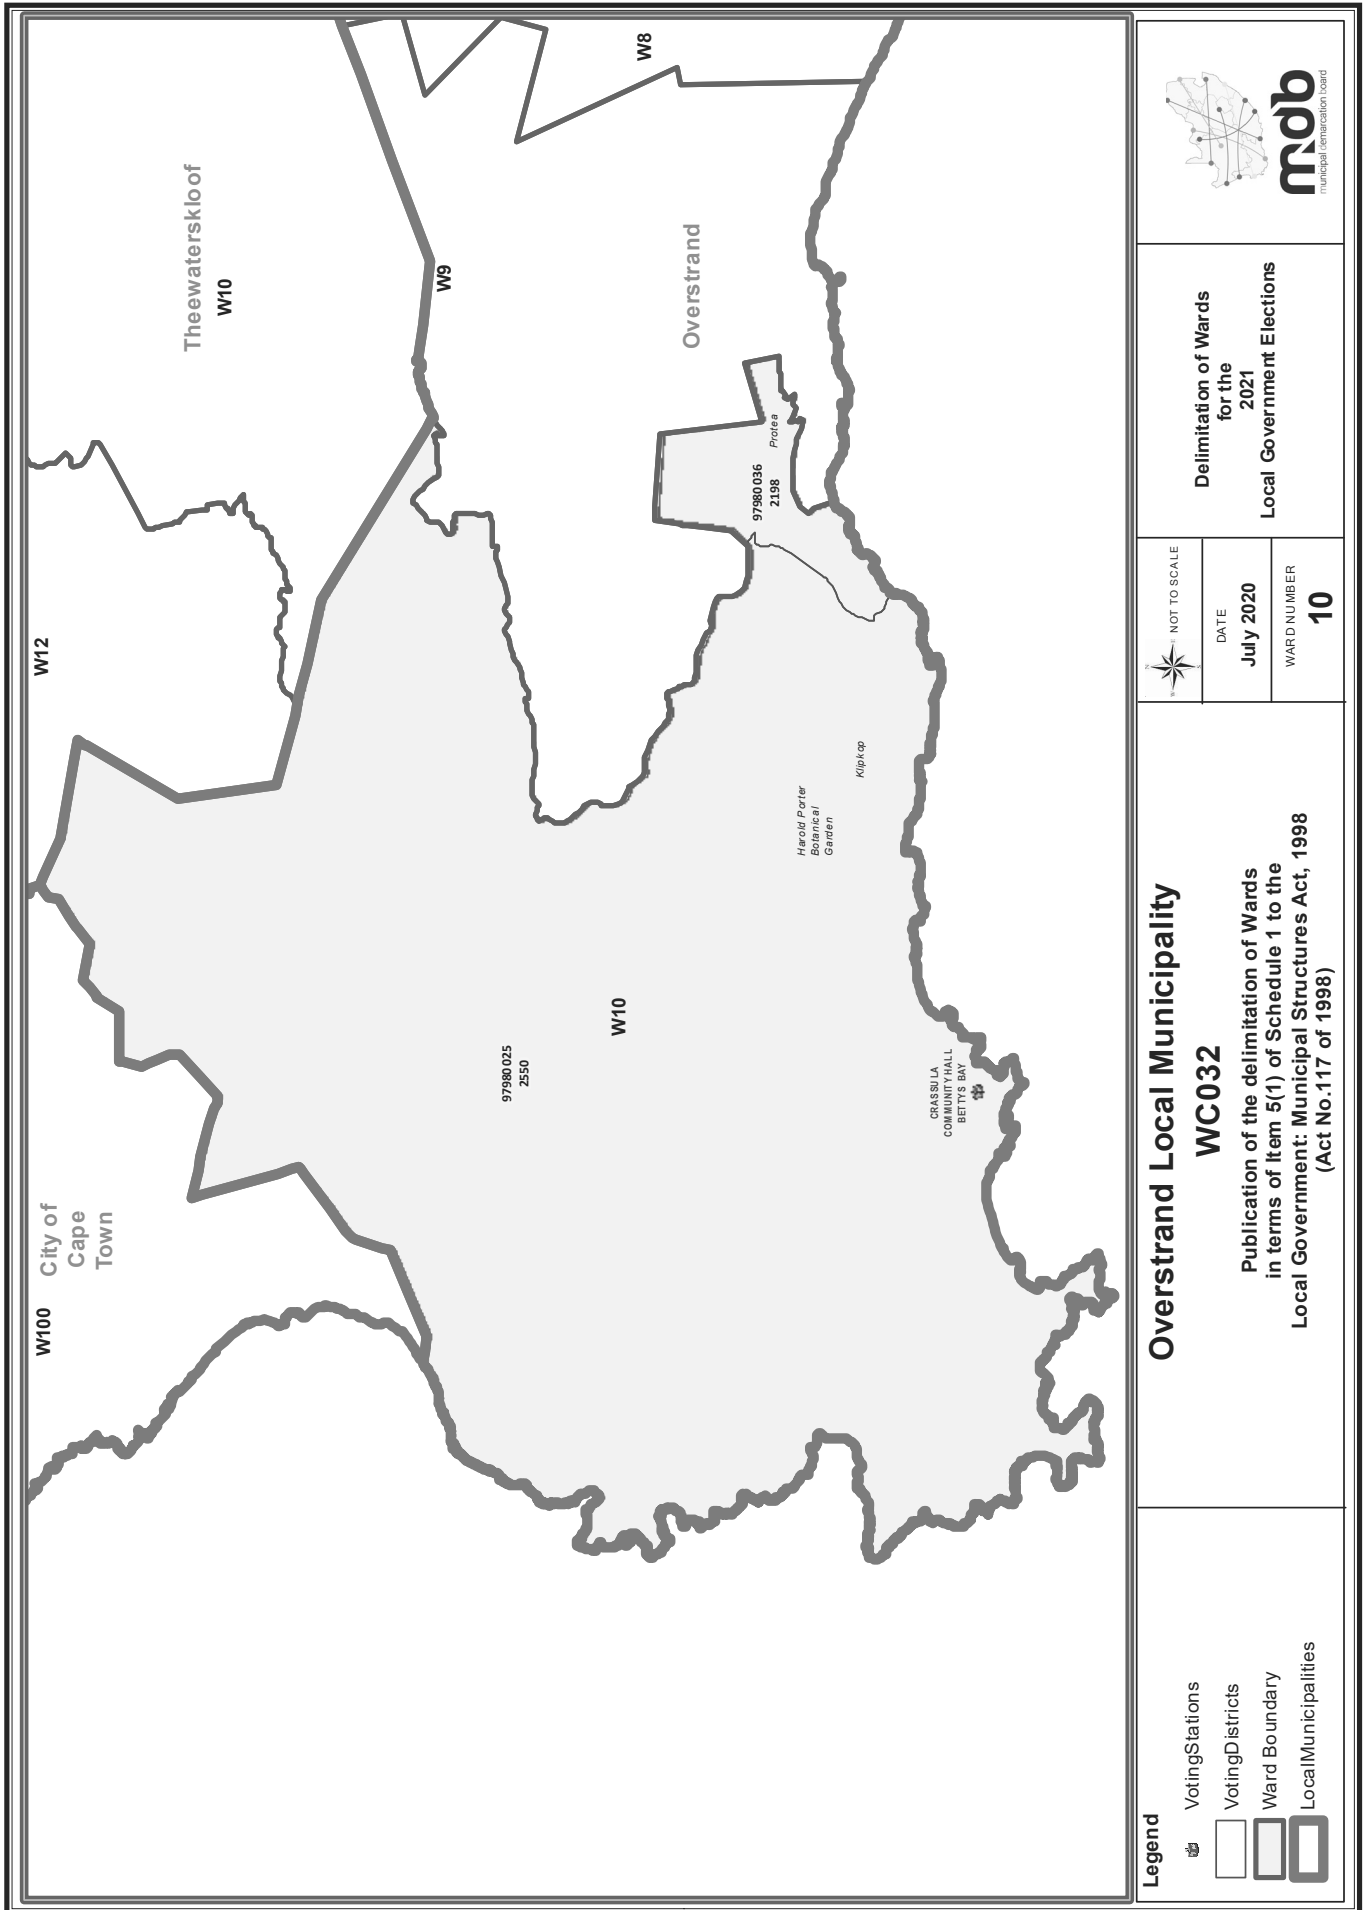 W12
Theewaterskloof
W10
W8
W9
Overstrand
City of
Cape
Town
W100
97980036
2198
Protea
97980025
2550
W10
Harold Porter
Botanical
Garden
Klipkop
CRASSULA
COMMUNITY HALL
BETTYS BAY
Legend
VotingStations
VotingDistricts
Ward Boundary
LocalMunicipalities
Overstrand Local Municipality
WC032
Publication of the delimitation of Wards
in terms of Item 5(1) of Schedule 1 to the
Local Government: Municipal Structures Act, 1998
(Act No.117 of 1998)
N
E
S
W
NOT TO SCALE
DATE
July 2020
WARD NUMBER
10
Delimitation of Wards
for the
2021
Local Government Elections
mdb
municipal demarcation board